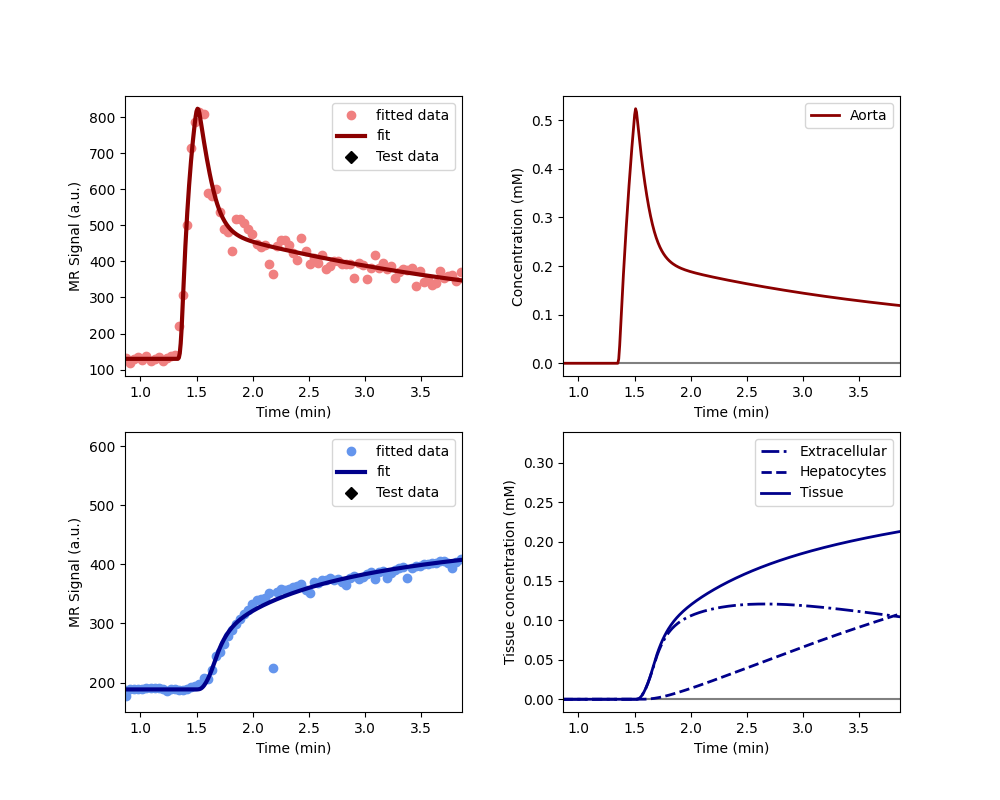 800
700
600
500
400
300
200
100
MR Signal (a.u.)
1.0 1.5 2.0 2.5 3.0 3.5
Time (min)
fitted data
fit
Test data
0.5
0.4
0.3
0.2
0.1
0.0
Concentration (mM)
1.0 1.5 2.0 2.5 3.0 3.5
Time (min)
Aorta
600
500
400
300
200
MR Signal (a.u.)
1.0 1.5 2.0 2.5 3.0 3.5
Time (min)
fitted data
fit
Test data
0.30
0.25
0.20
0.15
0.10
0.05
0.00
Tissue concentration (mM)
1.0 1.5 2.0 2.5 3.0 3.5
Time (min)
Extracellular
Hepatocytes
Tissue